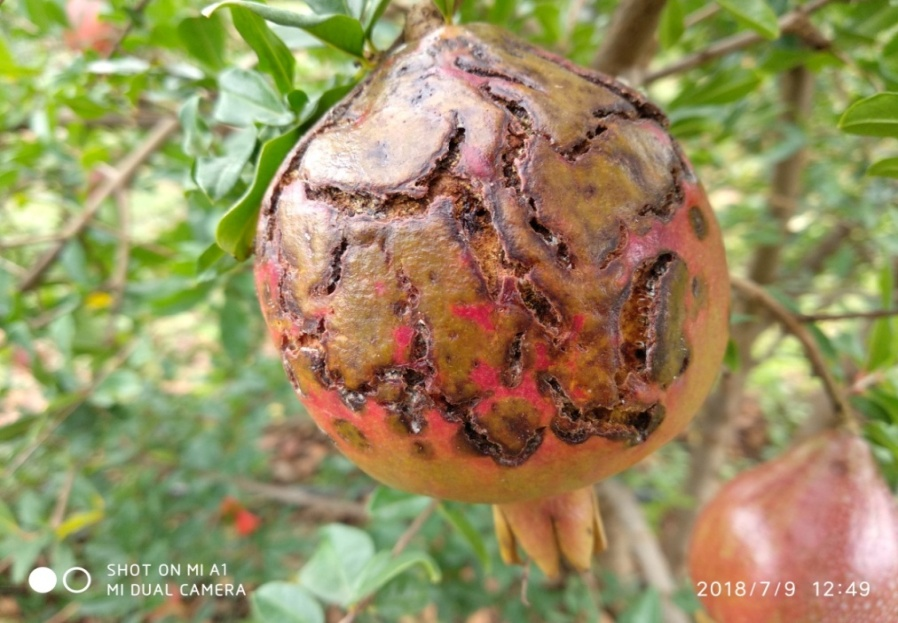 SHOT ON MI A1
MI DUAL CAMERA
2018/7/9 12:49